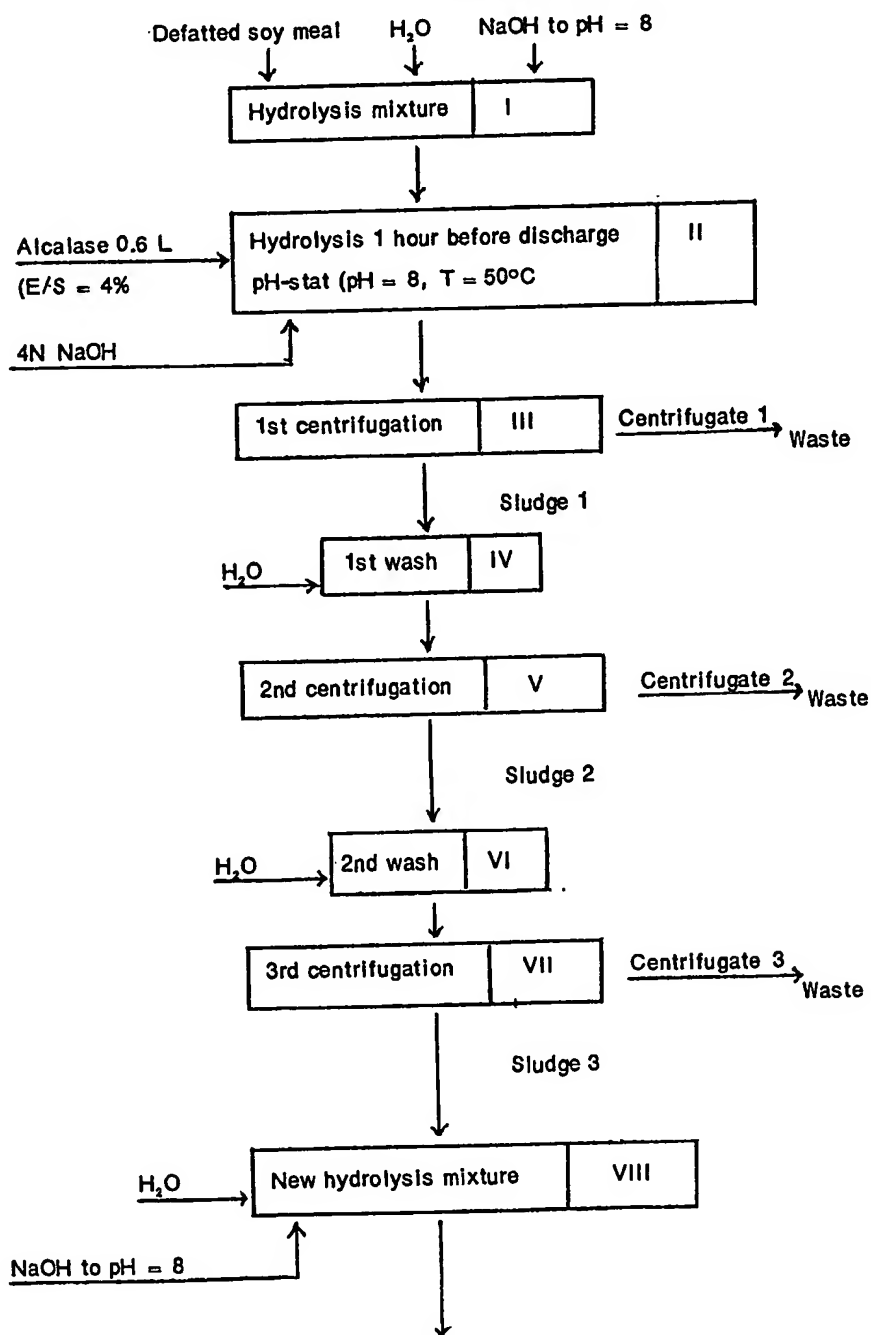 Defatted soy meal H₂O NaOH to pH = 8
Hydrolysis mixture I
Alcalase 0.6 L
(E/S = 4%
Hydrolysis 1 hour before discharge II
pH-stat (pH = 8, T = 50°C
4N NaOH
1st centrifugation III
Centrifugate 1
Waste
Sludge 1
H₂O
1st wash IV
2nd centrifugation V
Centrifugate 2
Waste
Sludge 2
H₂O
2nd wash VI
3rd centrifugation VII
Centrifugate 3
Waste
Sludge 3
H₂O
New hydrolysis mixture VIII
NaOH to pH = 8